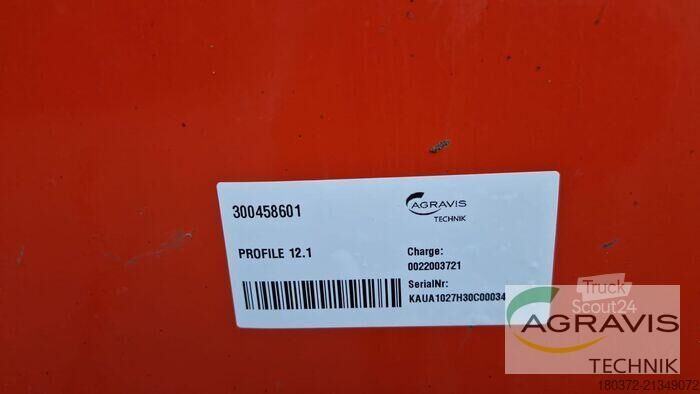 300458601
AGRAVIS
TECHNIK
PROFILE 12.1
Charge:
0022003721
SerialNr:
KAUA1027H30C00034
Truck
Scout24
AGRAVIS
TECHNIK
180372-21349072